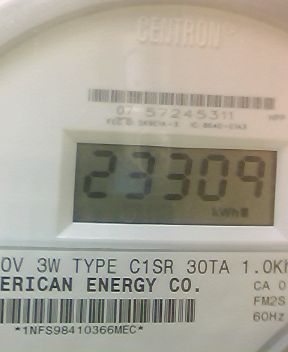 CENTRON
07 57245311
23309
kWh
0V 3W TYPE C1SR 30TA 1.0Kh
ERICAN ENERGY CO.
CA 0
FM2S
60Hz
*1NFS98410366MEC*